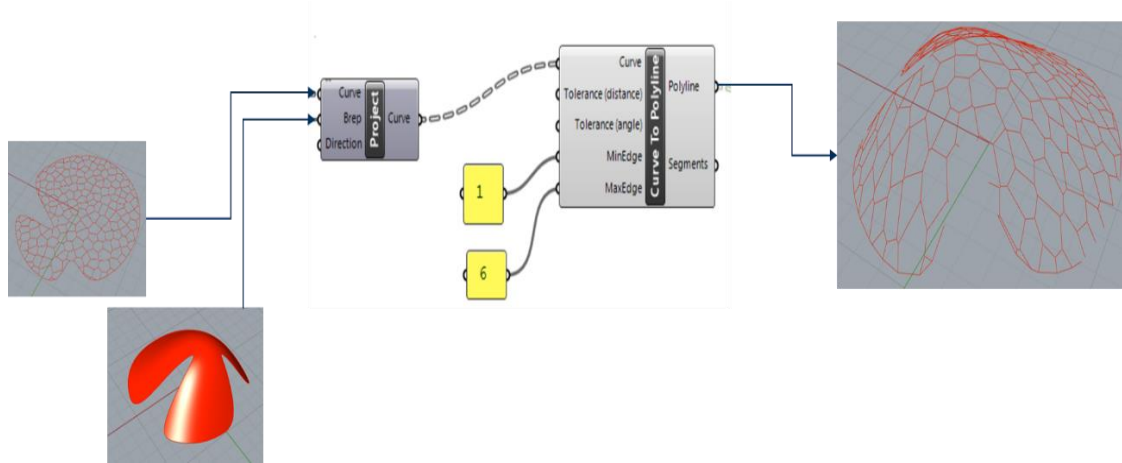 Curve
Brep
Direction
Project
Curve
Curve
Tolerance (distance)
Tolerance (angle)
MinEdge
MaxEdge
Curve To Polyline
Polyline
Segments
1
6